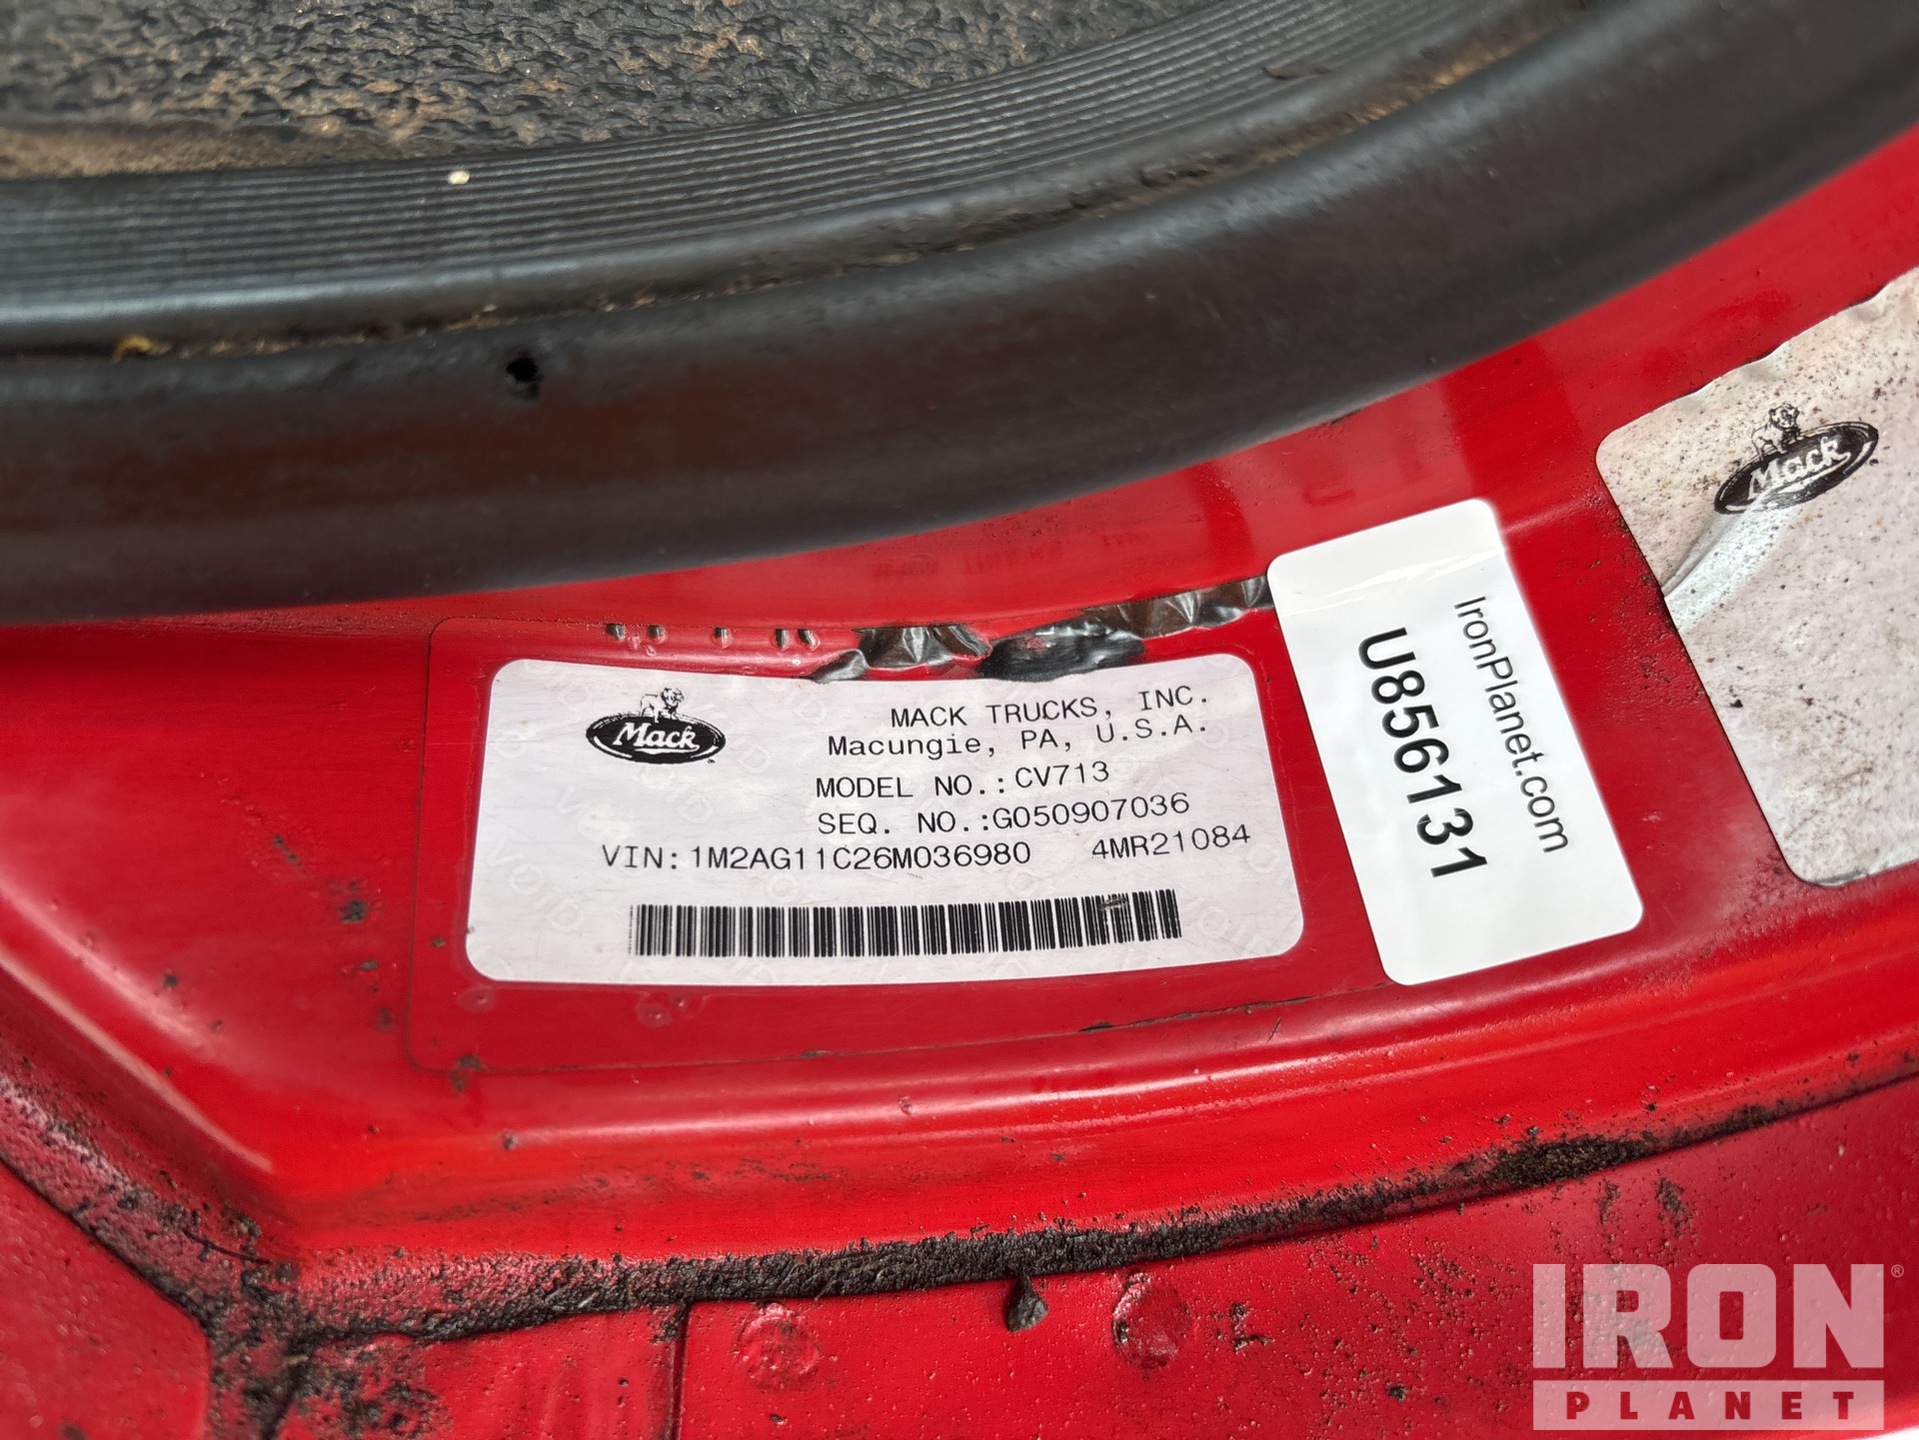 Mack
MACK TRUCKS, INC.
Macungie, PA, U.S.A.
MODEL NO.: CV713
SEQ. NO.:G050907036
VIN: 1M2AG11C26M036980 4MR21084
IronPlanet.com
U856131
Mack
IRON®
PLANET